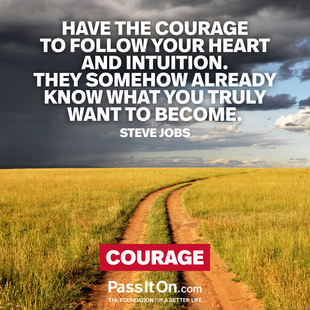 HAVE THE COURAGE
TO FOLLOW YOUR HEART
AND INTUITION.
THEY SOMEHOW ALREADY
KNOW WHAT YOU TRULY
WANT TO BECOME.
STEVE JOBS
COURAGE
PassItOn.com
THE FOUNDATION FOR A BETTER LIFE